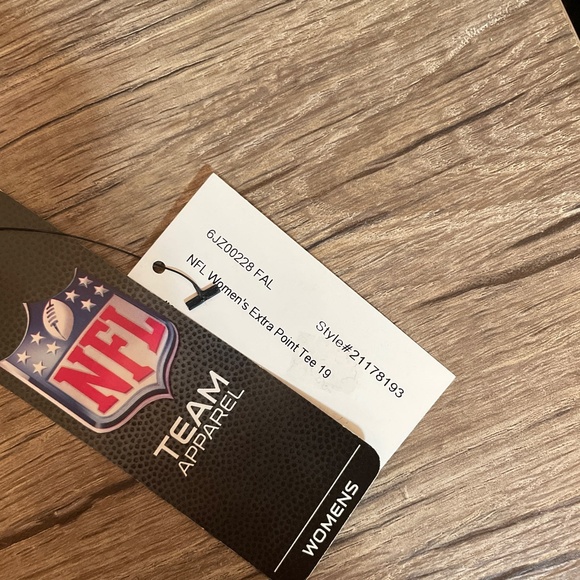 6JZ00228 FAL
NFL Women's Extra Point Tee 19
Style#21178193
NFL
TEAM
APPAREL
WOMENS